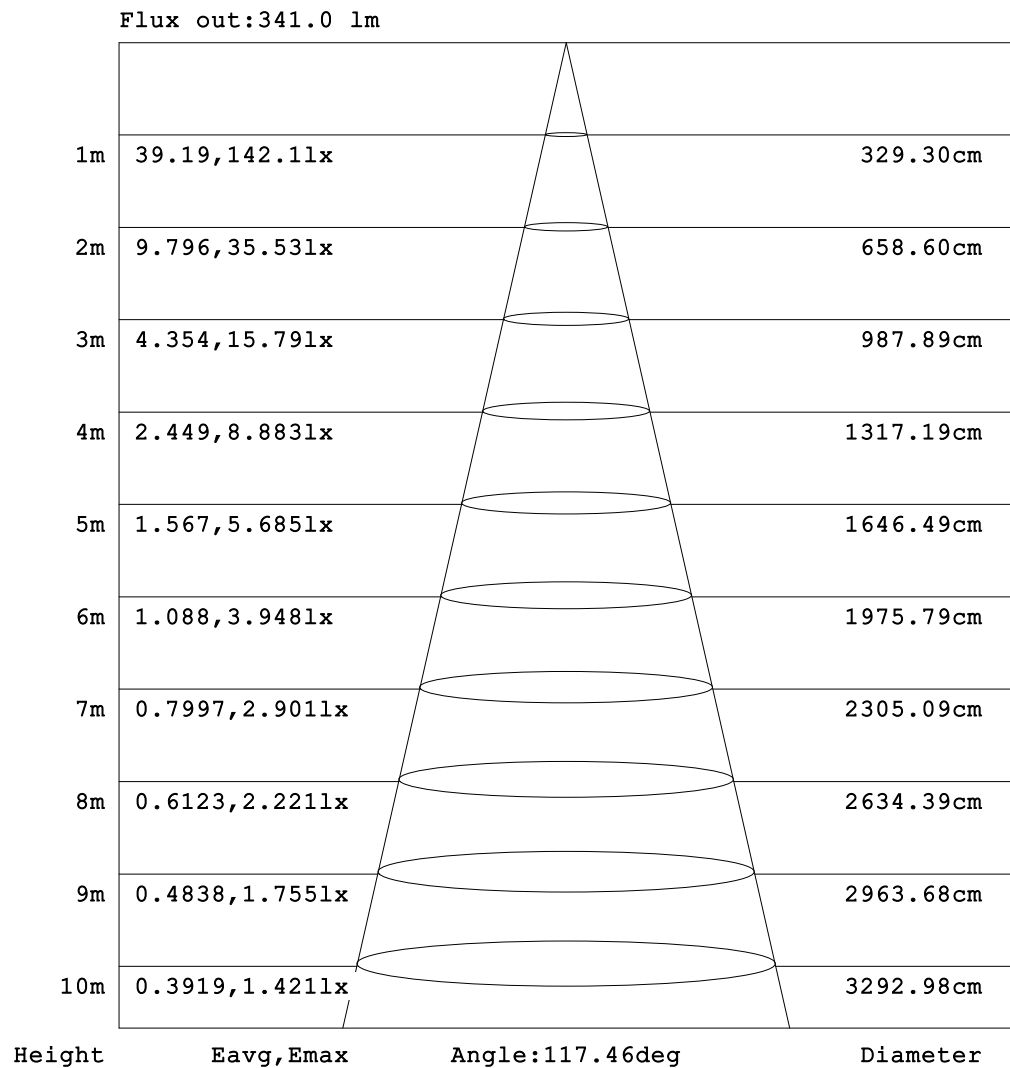 Flux out:341.0 lm
1m 39.19,142.1lx 329.30cm
2m 9.796,35.53lx 658.60cm
3m 4.354,15.79lx 987.89cm
4m 2.449,8.883lx 1317.19cm
5m 1.567,5.685lx 1646.49cm
6m 1.088,3.948lx 1975.79cm
7m 0.7997,2.901lx 2305.09cm
8m 0.6123,2.221lx 2634.39cm
9m 0.4838,1.755lx 2963.68cm
10m 0.3919,1.421lx 3292.98cm
Height Eavg,Emax Angle:117.46deg Diameter